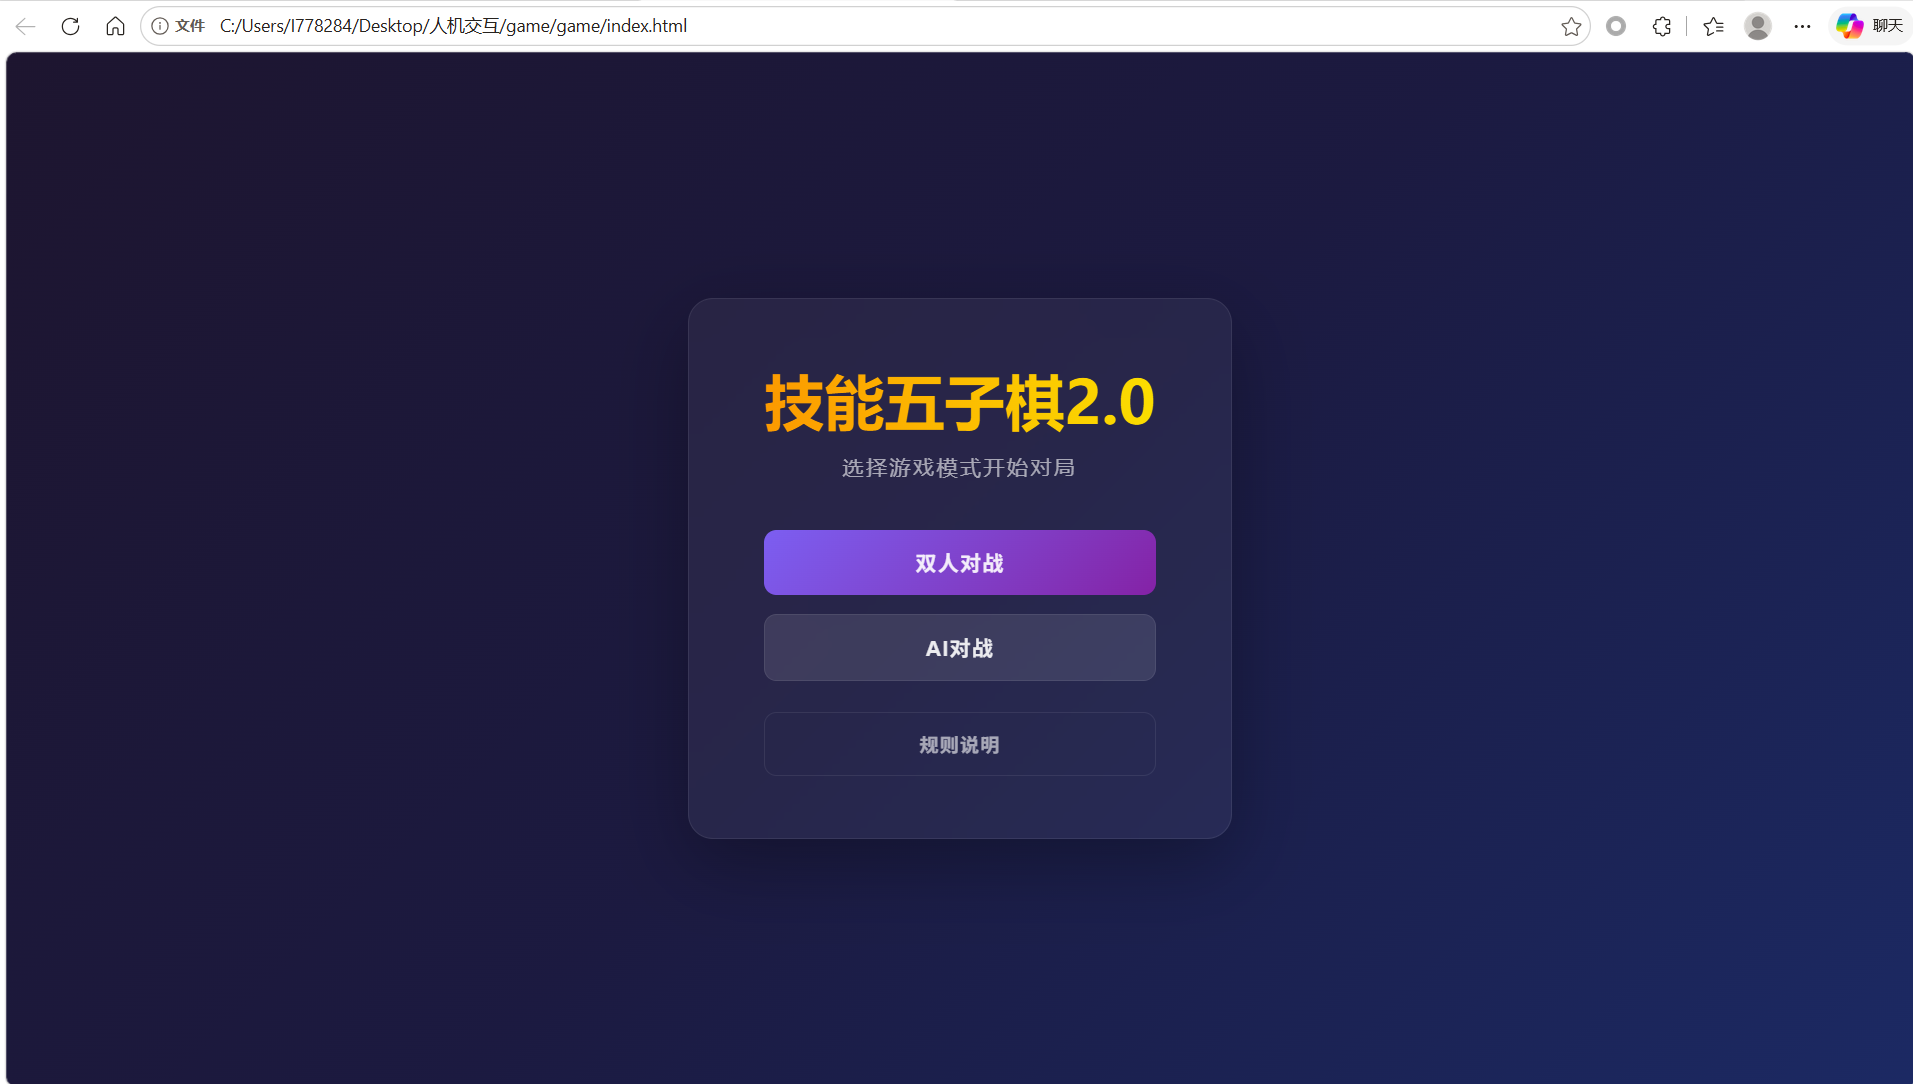 文件 C:/Users/I778284/Desktop/人机交互/game/game/index.html 聊天
技能五子棋2.0
选择游戏模式开始对局
双人对战
AI对战
规则说明